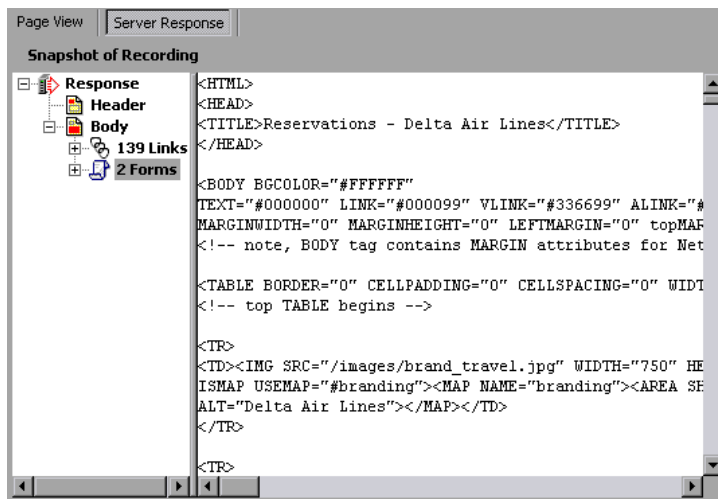 Page View Server Response
Snapshot of Recording
Response
Header
Body
139 Links
2 Forms
<HTML>
<HEAD>
<TITLE>Reservations - Delta Air Lines</TITLE>
</HEAD>
<BODY BGCOLOR="#FFFFFF"
TEXT="#000000" LINK="#000099" VLINK="#336699" ALINK="#
MARGINWIDTH="0" MARGINHEIGHT="0" LEFTMARGIN="0" topMAR
<!-- note, BODY tag contains MARGIN attributes for Net
<TABLE BORDER="0" CELLPADDING="0" CELLSPACING="0" WIDT
<!-- top TABLE begins -->
<TR>
<TD><IMG SRC="/images/brand_travel.jpg" WIDTH="750" HE
ISMAP USEMAP="#branding"><MAP NAME="branding"><AREA SH
ALT="Delta Air Lines"></MAP></TD>
</TR>
<TR>